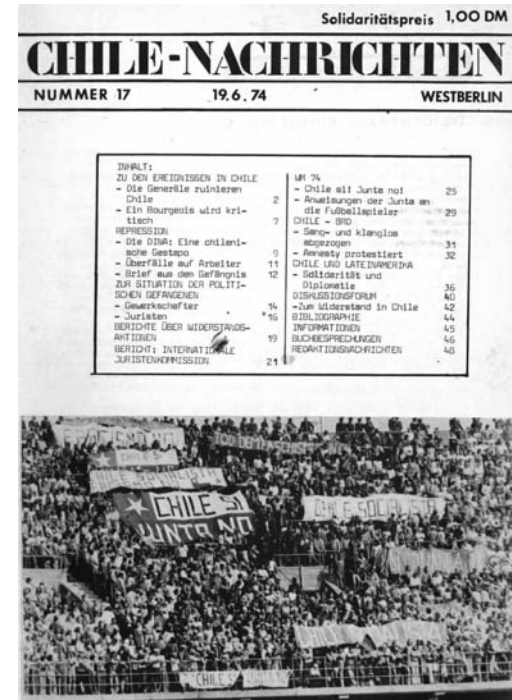 Solidaritätspreis 1,00 DM
CHILE-NACHRICHTEN
NUMMER 17 19.6.74 WESTBERLIN
INHALT:
ZU DEN EREIGNISSEN IN CHILE
- Die Generäle ruinieren
Chile 2
- Ein Bourgeois wird kri-
tisch 7
REPRESSION
- Die DINA: Eine chileni-
sche Gestapo 9
- Überfälle auf Arbeiter 11
- Brief aus dem Gefängnis 12
ZUR SITUATION DER POLITI-
SCHEN GEFANGENEN
- Gewerkschafter 14
- Juristen 16
BERICHTE ÜBER WIDERSTANDS-
AKTIONEN 19
BERICHT: INTERNATIONALE
JURISTENKOMMISSION 21
WM 74
- Chile si! Junta no! 25
- Anweisungen der Junta an
die Fußballspieler 29
CHILE - BRD
- Sang- und klanglos
abgezogen 31
- Amnesty protestiert 32
CHILE UND LATEINAMERIKA
- Solidarität und
Diplomatie 36
DISKUSSIONSFORUM 40
-Zum Widerstand in Chile 42
BIBLIOGRAPHIE 44
INFORMATIONEN 45
BUCHBESPRECHUNGEN 46
REDAKTIONSNACHRICHTEN 48
CHILE SI
JUNTA NO
CHILE SOCIALISTA